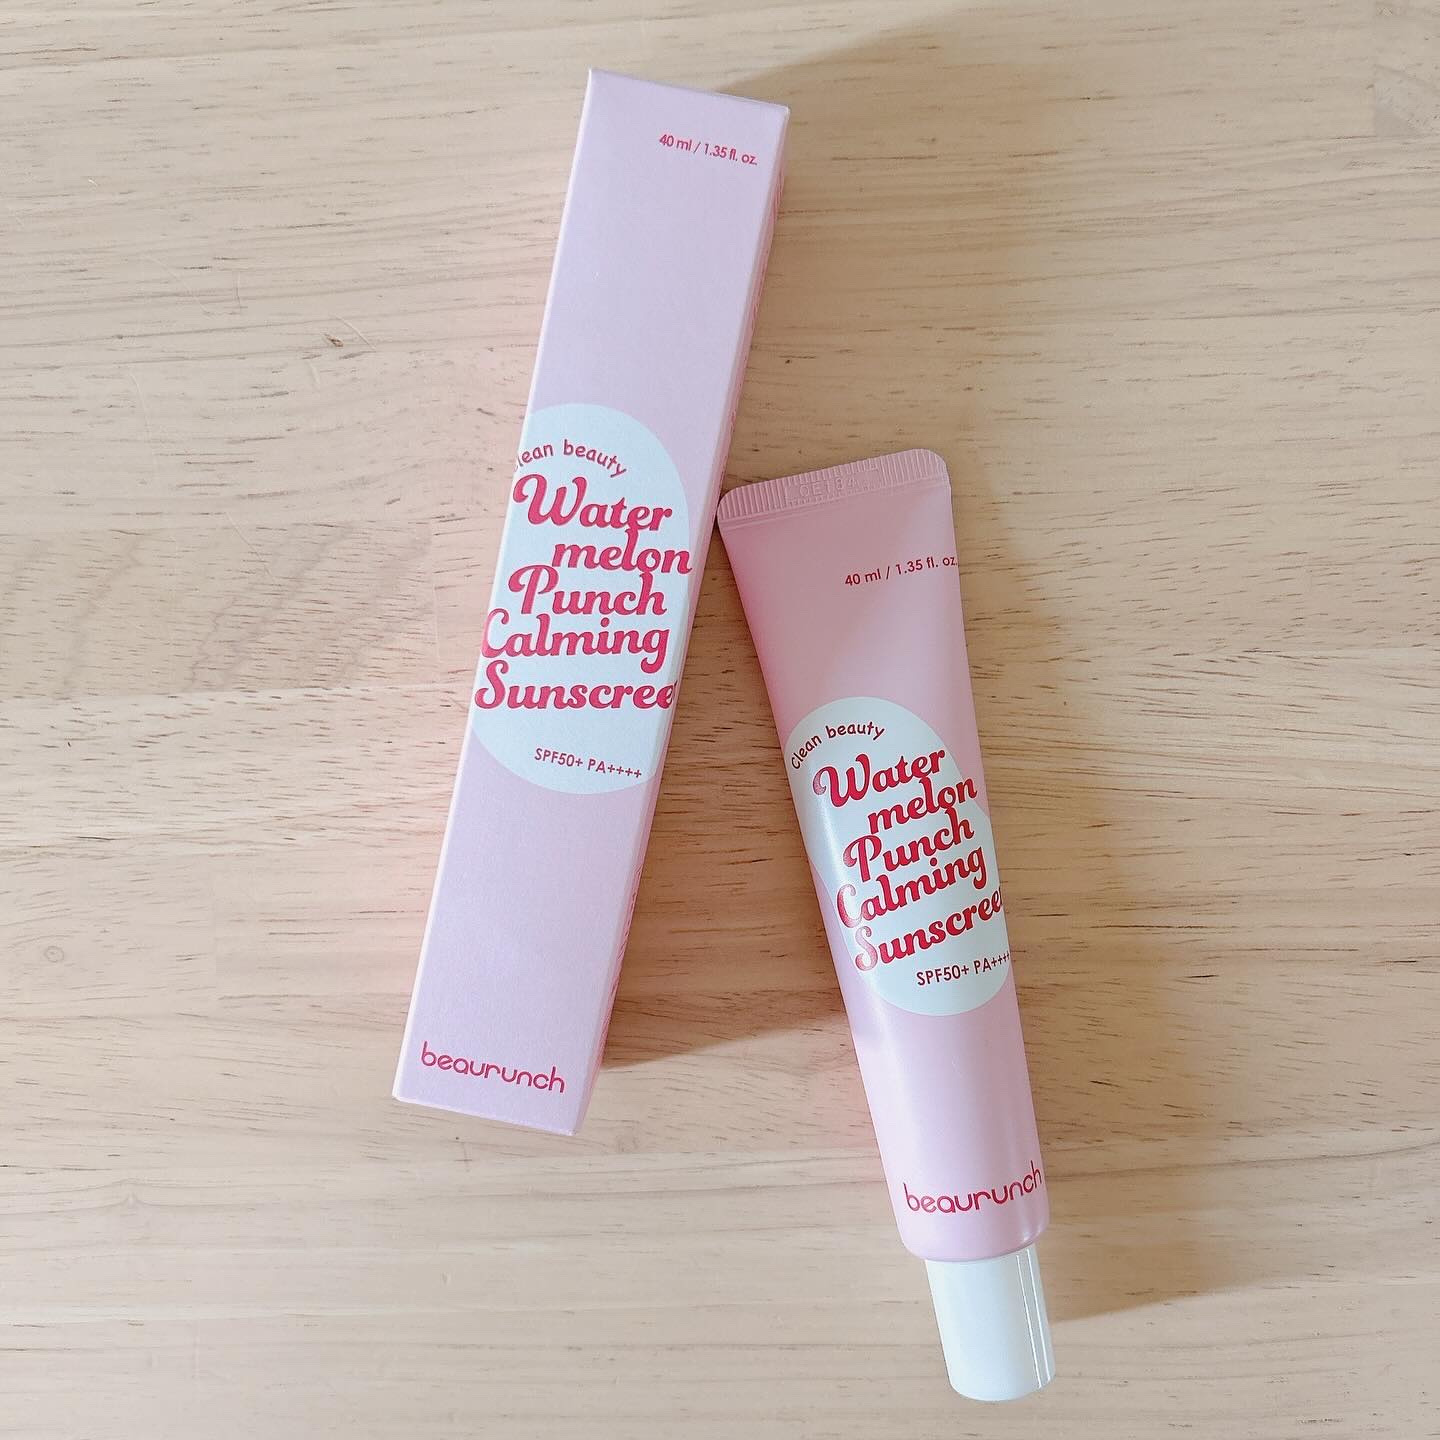 40 ml / 1.35 fl. oz.
Clean beauty
Water
melon
Punch
Calming
Sunscree
SPF50+ PA++++
beaurunch
40 ml / 1.35 fl. oz.
Clean beauty
Water
melon
Punch
Calming
Sunscree
SPF50+ PA++++
beaurunch